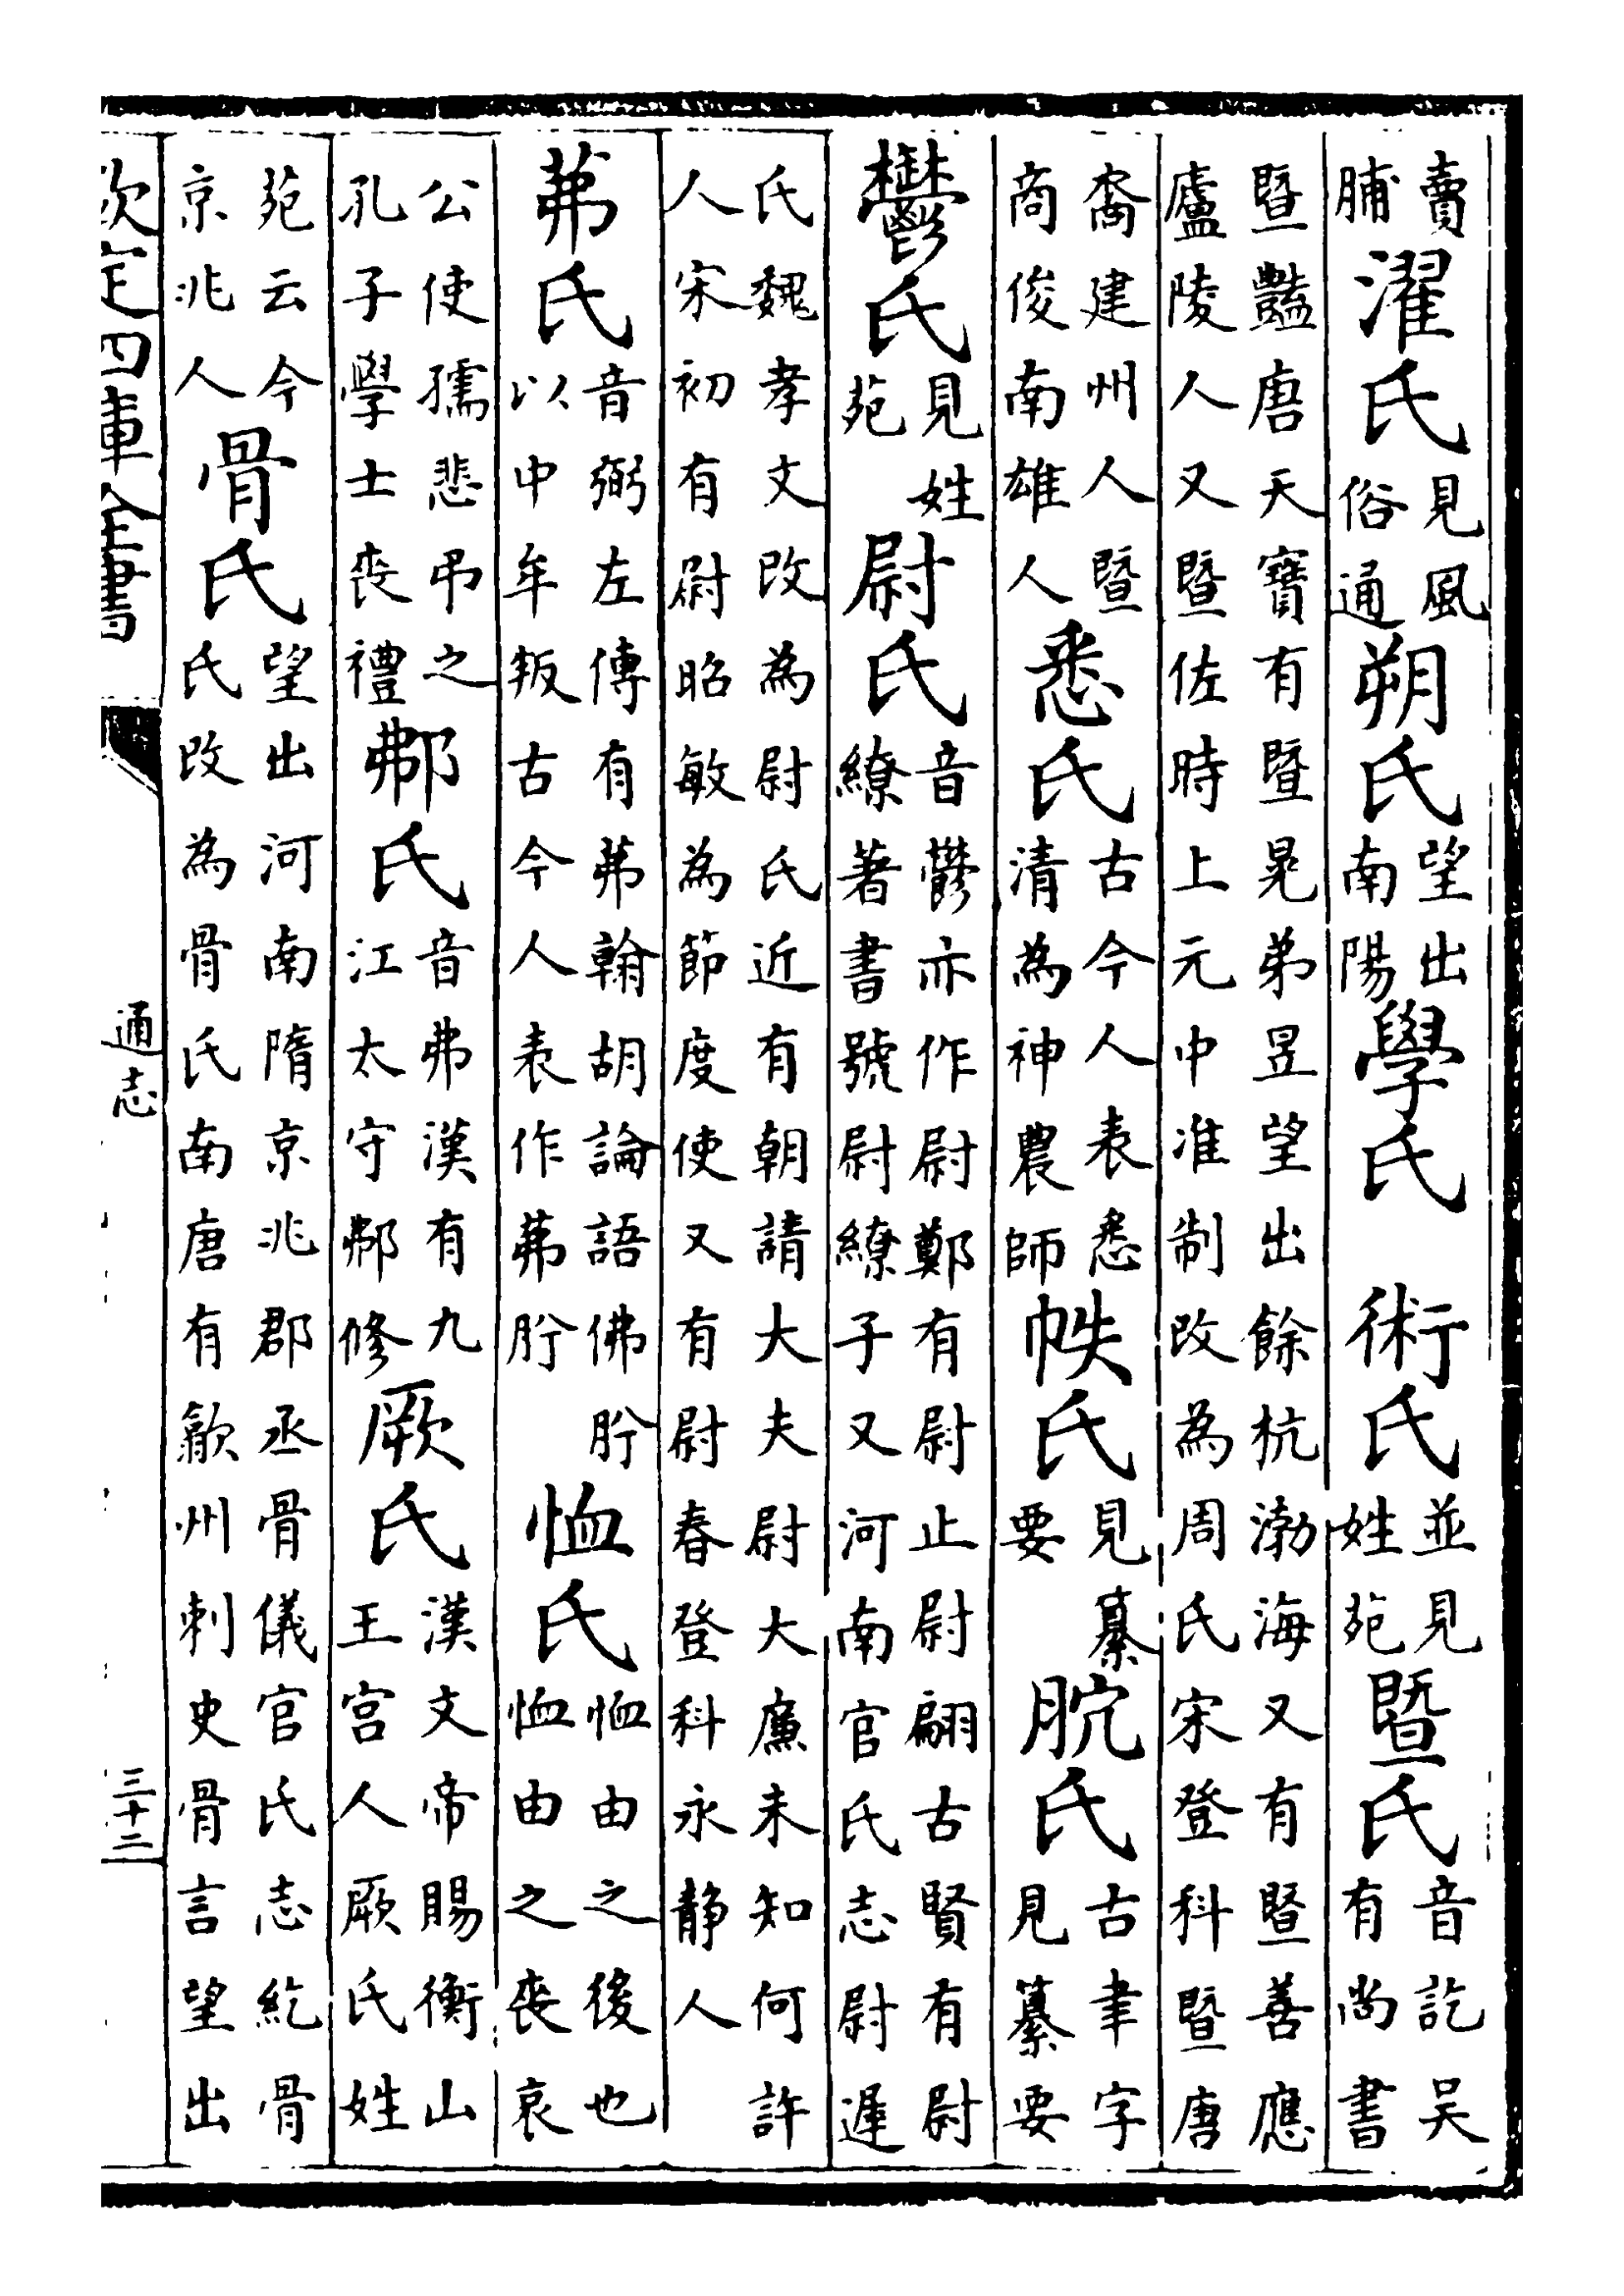 賣脯濯氏見風俗通朔氏望出南陽學氏　術氏並見姓苑暨氏音訖吳有尚書
暨豔唐天寶有暨晃弟昱望出餘杭渤海又有暨善應廬陵人又暨佐時上元中准制改為周氏宋登科暨唐
裔建州人暨商俊南雄人悉氏古今人表悉清為神農師帙氏見纂要脘氏古聿字見纂要
鬱氏見姓苑尉氏音鬱亦作尉鄭有尉止尉翩古賢有尉繚著書號尉繚子又河南官氏志尉遲
氏魏孝文改為尉氏近有朝請大夫尉大廉未知何許人宋初有尉昭敏為節度使又有尉春登科永静人
茀氏音弼左傳有茀翰胡論語佛肸以中牟叛古今人表作茀肸恤氏恤由之後也恤由之喪哀
公使孺悲弔之孔子學士喪禮氏音弗漢有九江太守修厥氏漢文帝賜衡山王宮人厥氏姓
苑云今京兆人骨氏望出河南隋京兆郡丞骨儀官氏志紇骨氏改為骨氏南唐有歙州刺史骨言望出
欽定四庫全書
通志
三十二